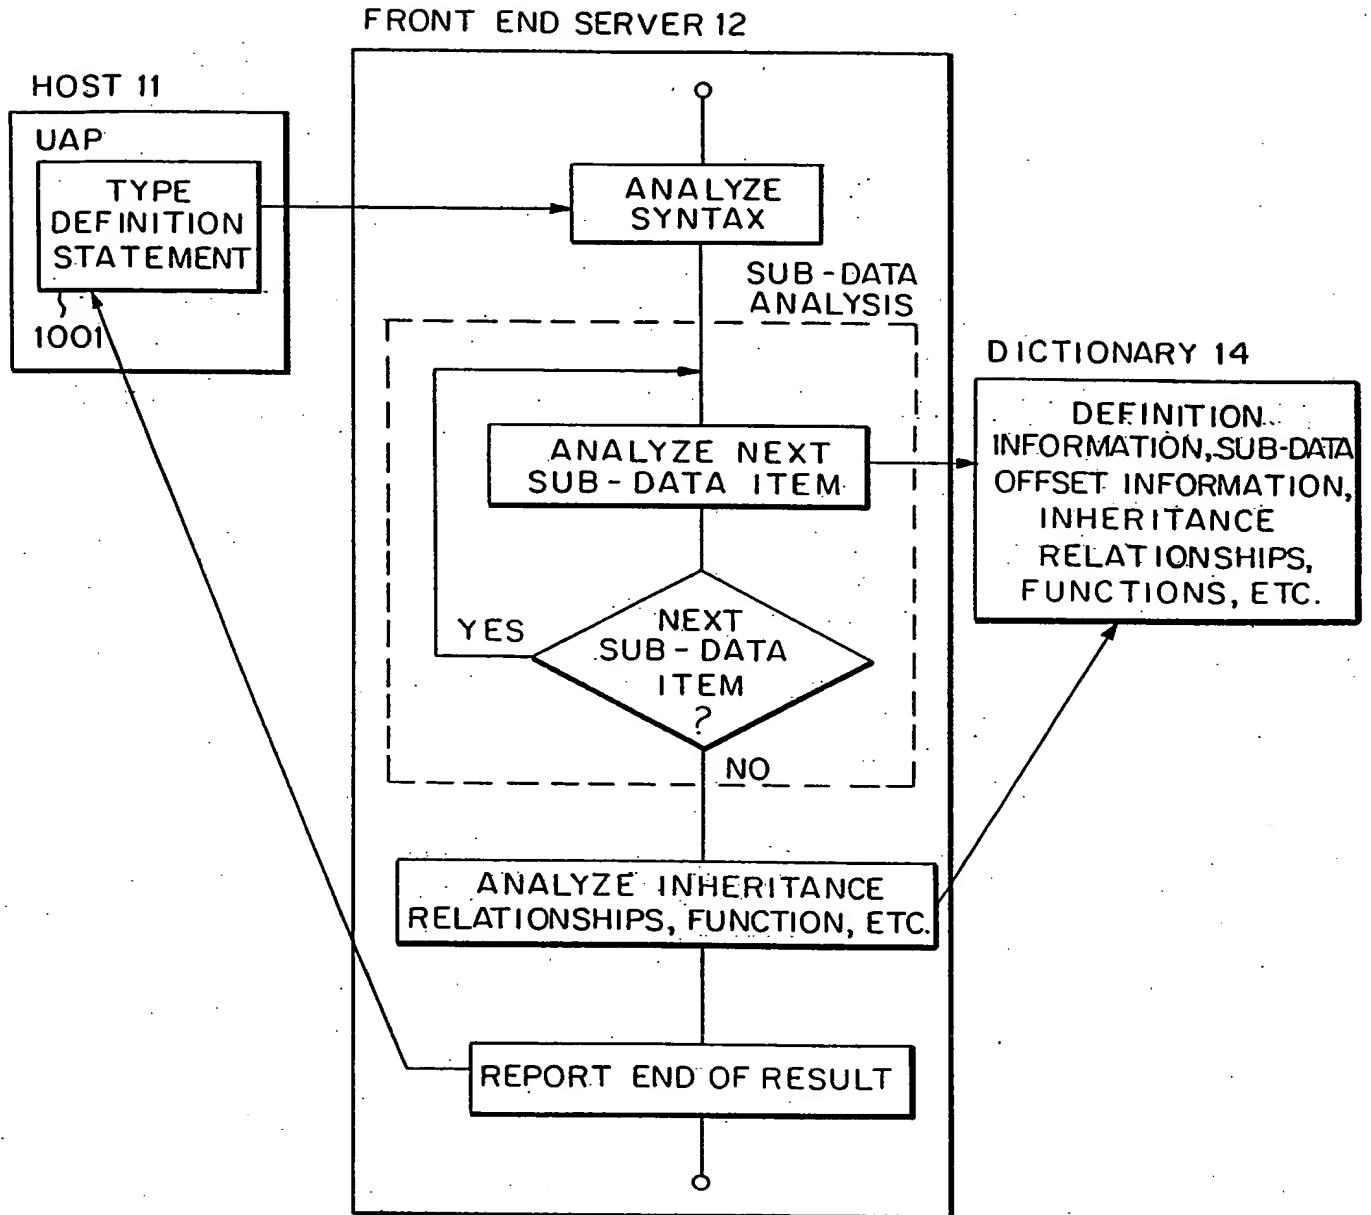 FRONT END SERVER 12
HOST 11
UAP
TYPE
DEFINITION
STATEMENT
1001
ANALYZE
SYNTAX
SUB-DATA
ANALYSIS
ANALYZE NEXT
SUB-DATA ITEM
NEXT
SUB-DATA
ITEM
?
YES
NO
DICTIONARY 14
DEFINITION
INFORMATION, SUB-DATA
OFFSET INFORMATION,
INHERITANCE
RELATIONSHIPS,
FUNCTIONS, ETC.
ANALYZE INHERITANCE
RELATIONSHIPS, FUNCTION, ETC.
REPORT END OF RESULT